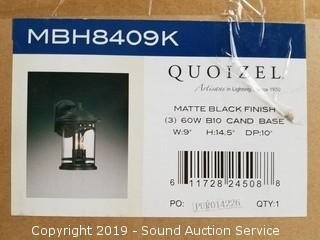 MBH8409K
QUOIZEL
Artisans in Lighting, Since 1930
MATTE BLACK FINISH
(3) 60W B10 CAND BASE
W:9" H:14.5" DP:10"
6 11728 24508 8
PO: QTY:1
Copyright 2019 - Sound Auction Service